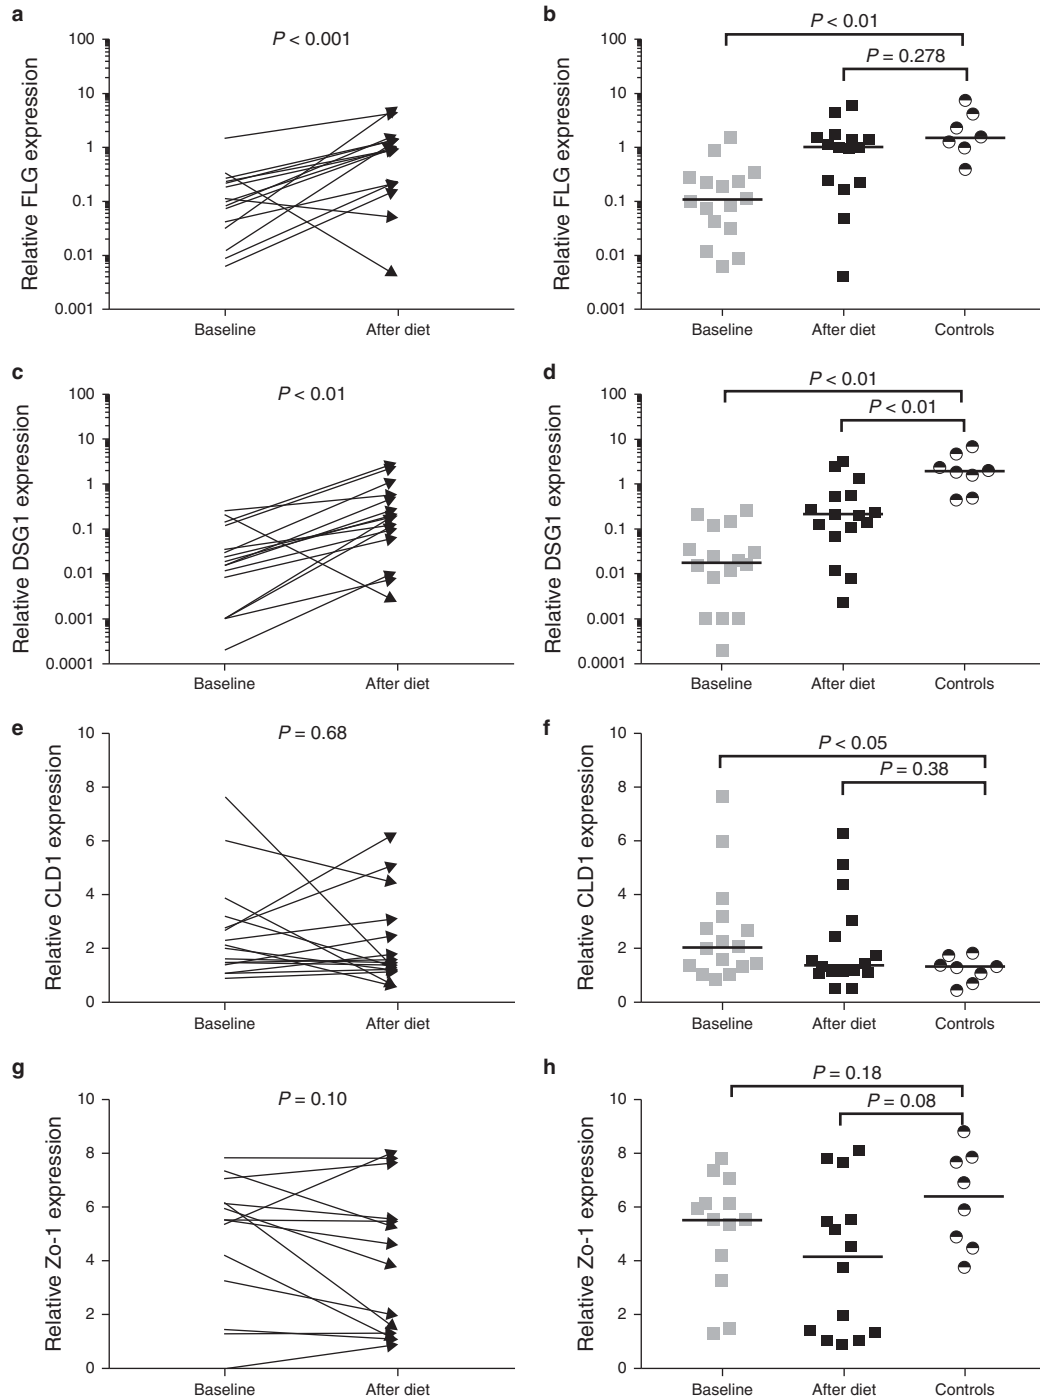 a
P < 0.001
Relative FLG expression
100
10
1
0.1
0.01
0.001
Baseline After diet
b
P < 0.01
P = 0.278
Relative FLG expression
100
10
1
0.1
0.01
0.001
Baseline After diet Controls
c
P < 0.01
Relative DSG1 expression
100
10
1
0.1
0.01
0.001
0.0001
Baseline After diet
d
P < 0.01
P < 0.01
Relative DSG1 expression
100
10
1
0.1
0.01
0.001
0.0001
Baseline After diet Controls
e
P = 0.68
Relative CLD1 expression
10
8
6
4
2
0
Baseline After diet
f
P < 0.05
P = 0.38
Relative CLD1 expression
10
8
6
4
2
0
Baseline After diet Controls
g
P = 0.10
Relative Zo-1 expression
10
8
6
4
2
0
Baseline After diet
h
P = 0.18
P = 0.08
Relative Zo-1 expression
10
8
6
4
2
0
Baseline After diet Controls